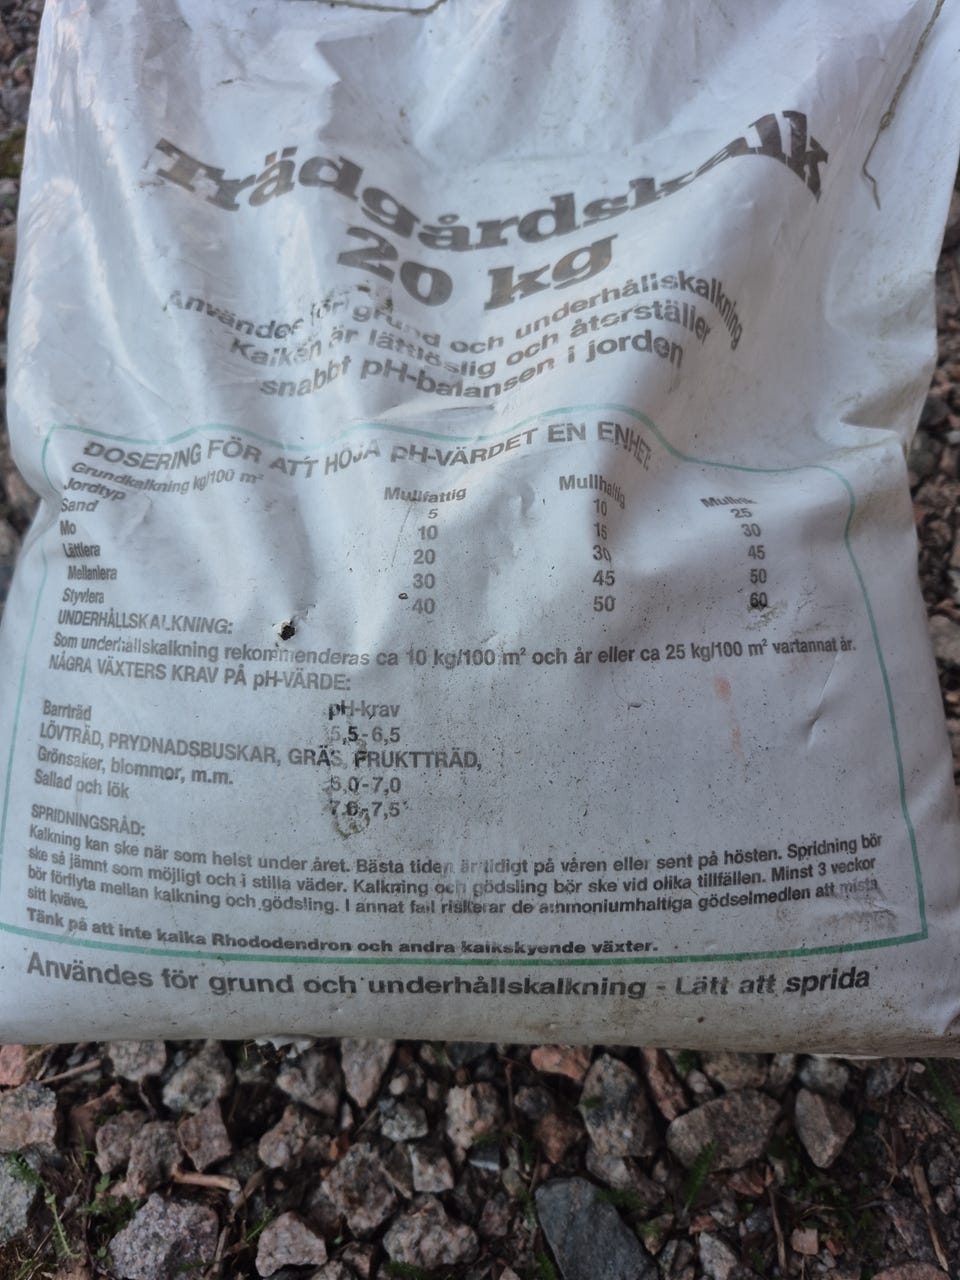 Trädgårdskalk
20 kg
Användes för grund och underhållskalkning
Kalken är lättlöslig och återställer
snabbt pH-balansen i jorden
DOSERING FÖR ATT HÖJA pH-VÄRDET EN ENHET:
Grundkalkning kg/100 m²
Jordtyp Mullfattig Mullhaltig Mullrik
Sand 5 10 25
Mo 10 15 30
Lättlera 20 30 45
Mellanlera 30 45 50
Styvlera 40 50 60
UNDERHÅLLSKALKNING:
Som underhållskalkning rekommenderas ca 10 kg/100 m² och år eller ca 25 kg/100 m² vartannat år.
NÅGRA VÄXTERS KRAV PÅ pH-VÄRDE:
pH-krav
Barrträd 5,5-6,5
LÖVTRÄD, PRYDNADSBUSKAR, GRÄS, FRUKTTRÄD,
Grönsaker, blommor, m.m. 6,0-7,0
Sallad och lök 7,0-7,5
SPRIDNINGSRÅD:
Kalkning kan ske när som helst under året. Bästa tiden är tidigt på våren eller sent på hösten. Spridning bör
ske så jämnt som möjligt och i stilla väder. Kalkning och gödsling bör ske vid olika tillfällen. Minst 3 veckor
bör förflyta mellan kalkning och gödsling. I annat fall riskerar de ammoniumhaltiga gödselmedlen att mista
sitt kväve.
Tänk på att inte kalka Rhododendron och andra kalkskyende växter.
Användes för grund och underhållskalkning - Lätt att sprida